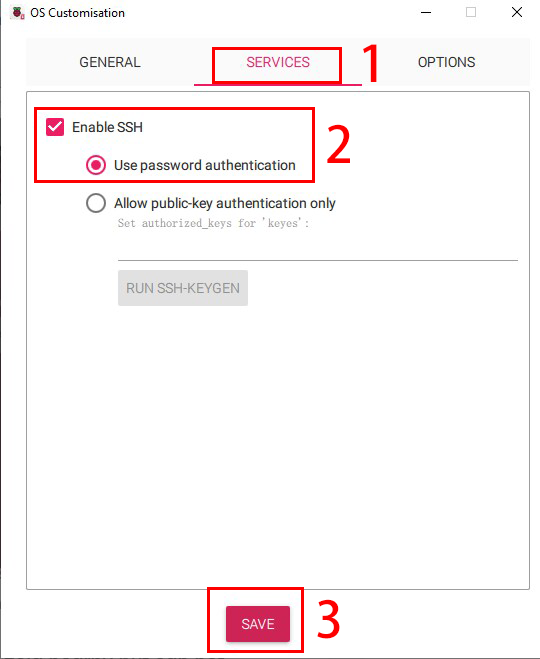 OS Customisation
GENERAL SERVICES OPTIONS
1
Enable SSH
2
Use password authentication
Allow public-key authentication only
Set authorized_keys for 'keyes':
RUN SSH-KEYGEN
SAVE
3